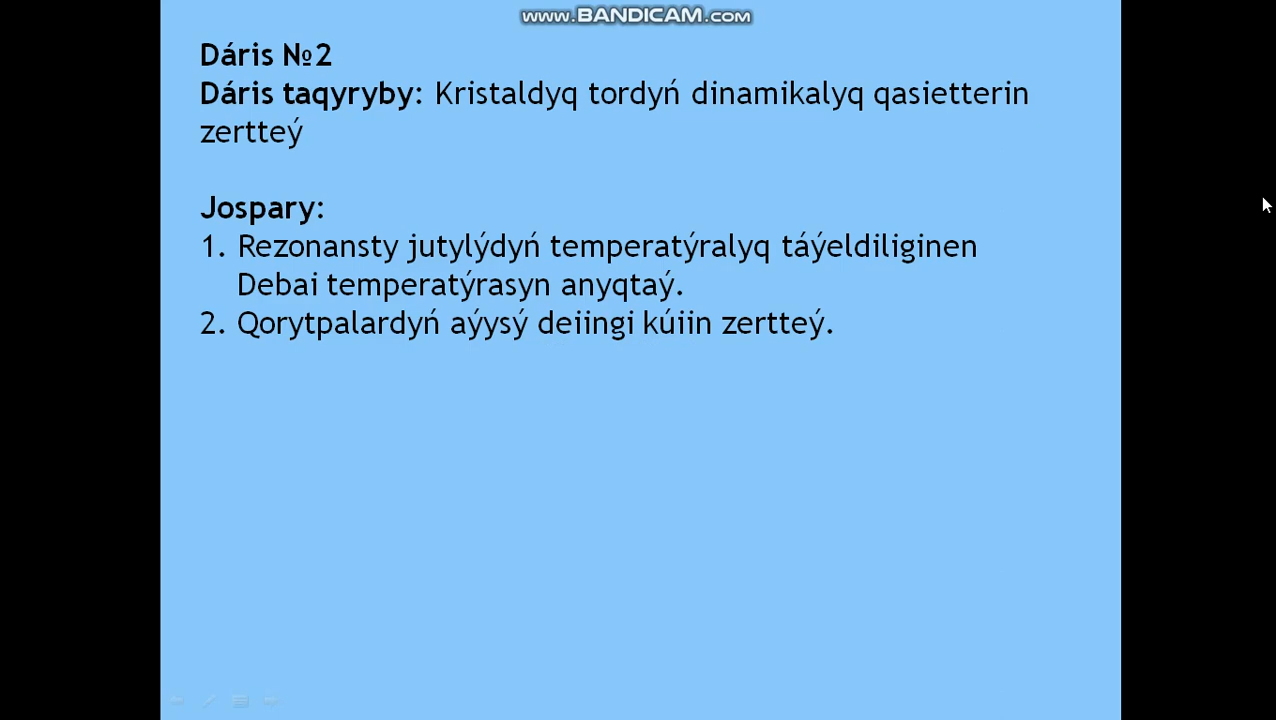 www.BANDICAM.com
Dáris №2
Dáris taqyryby: Kristaldyq tordyń dinamikalyq qasietterin
zertteý
Jospary:
1. Rezonansty jutylýdyń temperatýralyq táýeldiliginen
Debai temperatýrasyn anyqtaý.
2. Qorytpalardyń aýysý deiingi kúiin zertteý.